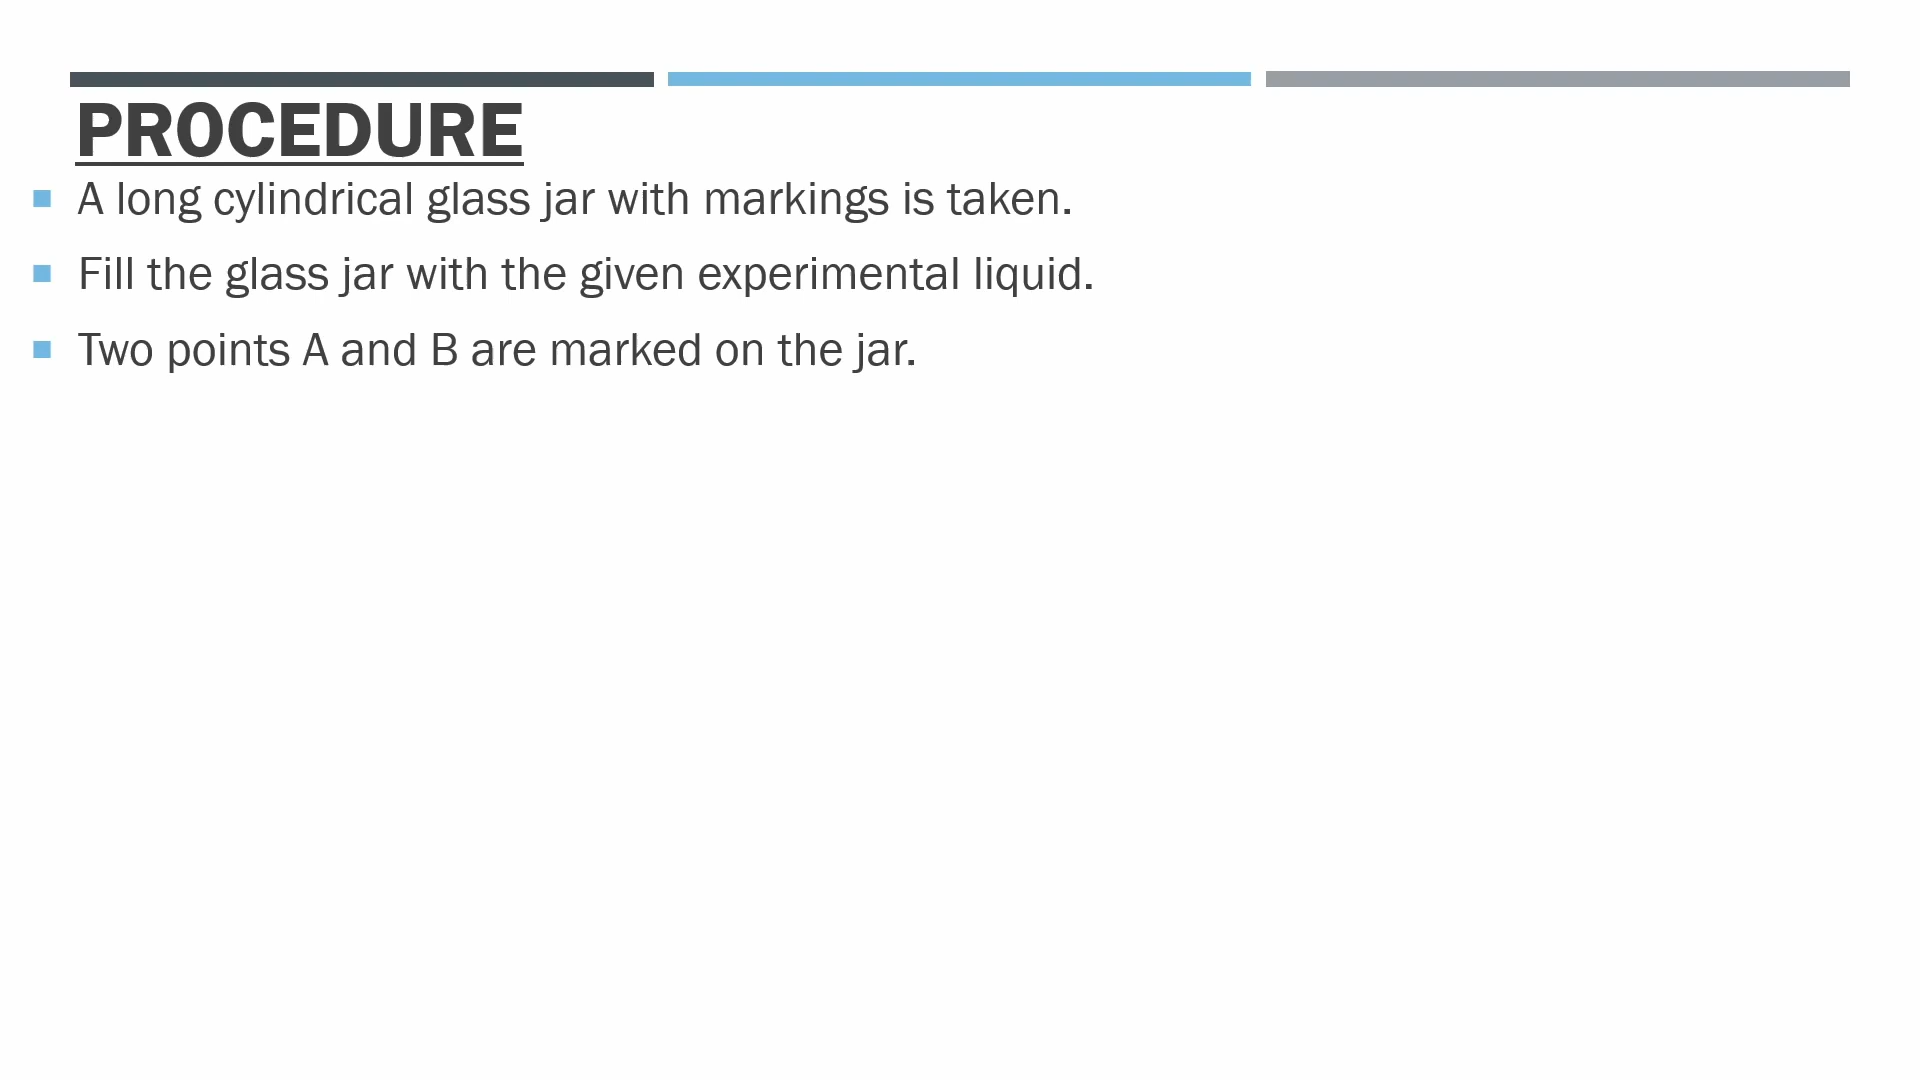 PROCEDURE
A long cylindrical glass jar with markings is taken.
Fill the glass jar with the given experimental liquid.
Two points A and B are marked on the jar.